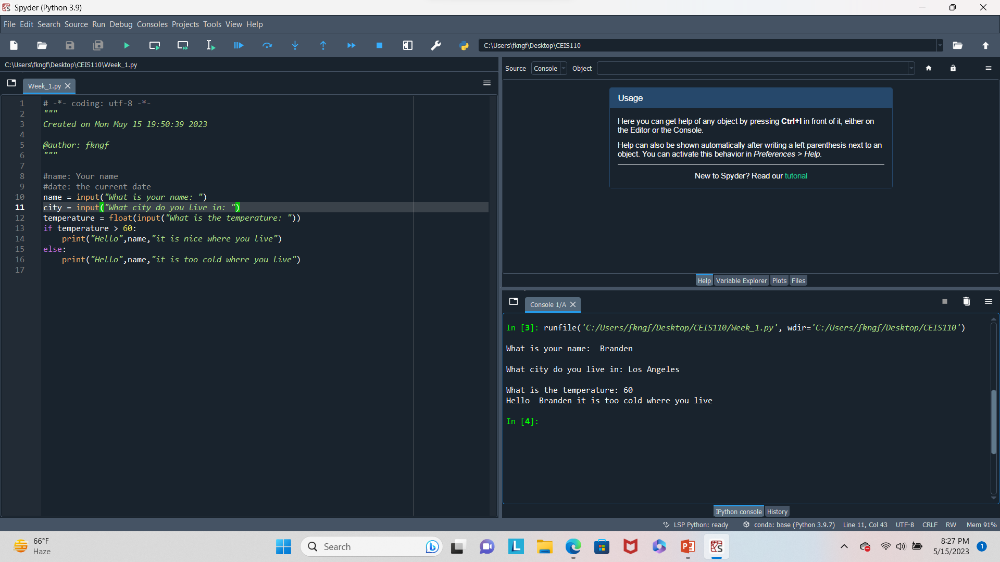 Spyder (Python 3.9)
File Edit Search Source Run Debug Consoles Projects Tools View Help
C:\Users\fkngf\Desktop\CEIS110
C:\Users\fkngf\Desktop\CEIS110\Week_1.py
Week_1.py
1 # -*- coding: utf-8 -*-
2 """
3 Created on Mon May 15 19:50:39 2023
4
5 @author: fkngf
6 """
7
8 #name: Your name
9 #date: the current date
10 name = input("What is your name: ")
11 city = input("What city do you live in: ")
12 temperature = float(input("What is the temperature: "))
13 if temperature > 60:
14     print("Hello",name,"it is nice where you live")
15 else:
16     print("Hello",name,"it is too cold where you live")
17
Source Console Object
Usage
Here you can get help of any object by pressing Ctrl+I in front of it, either on
the Editor or the Console.
Help can also be shown automatically after writing a left parenthesis next to an
object. You can activate this behavior in Preferences > Help.
New to Spyder? Read our tutorial
Help Variable Explorer Plots Files
Console 1/A
In [3]: runfile('C:/Users/fkngf/Desktop/CEIS110/Week_1.py', wdir='C:/Users/fkngf/Desktop/CEIS110')
What is your name:  Branden
What city do you live in: Los Angeles
What is the temperature: 60
Hello  Branden it is too cold where you live
In [4]:
IPython console History
LSP Python: ready conda: base (Python 3.9.7) Line 11, Col 43 UTF-8 CRLF RW Mem 91%
66°F
Haze
Search
8:27 PM
5/15/2023
1